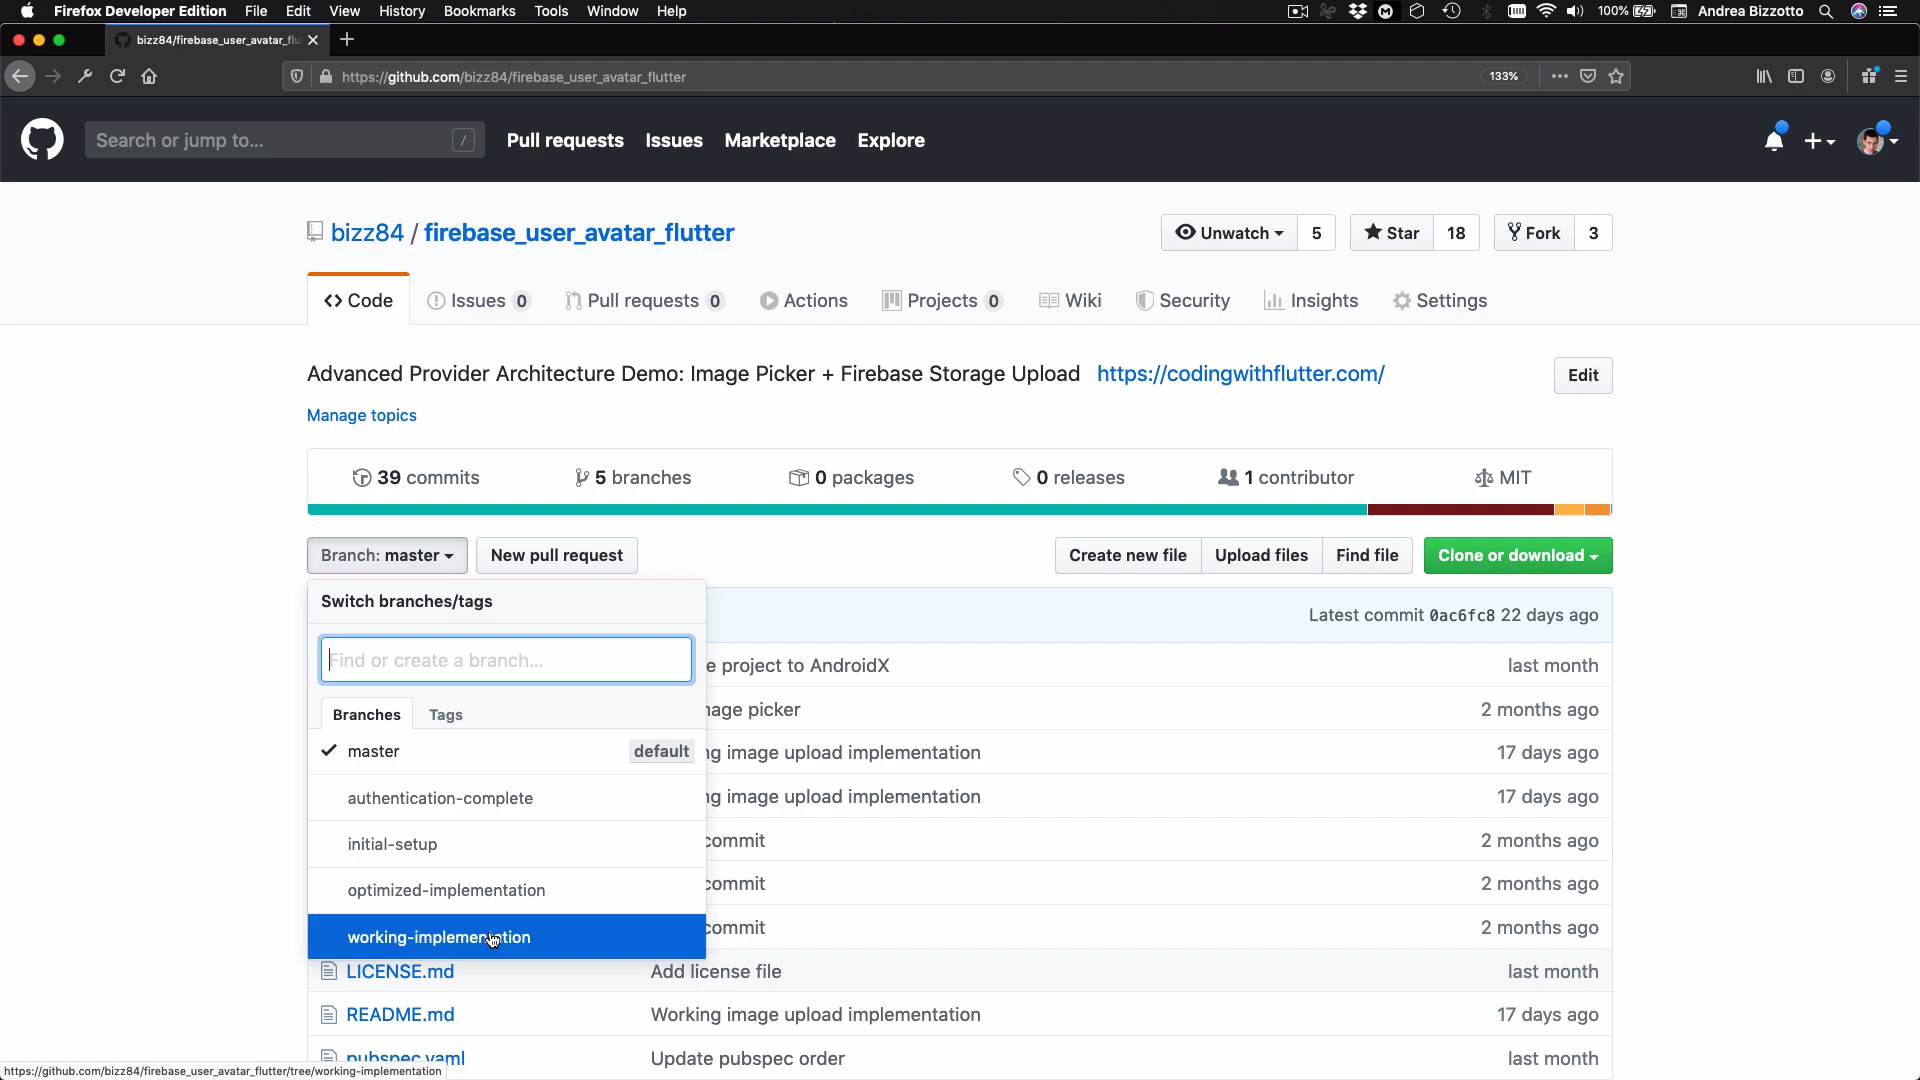 Firefox Developer Edition File Edit View History Bookmarks Tools Window Help 100% Andrea Bizzotto
bizz84/firebase_user_avatar_flu
https://github.com/bizz84/firebase_user_avatar_flutter 133%
Search or jump to... / Pull requests Issues Marketplace Explore
bizz84 / firebase_user_avatar_flutter Unwatch 5 Star 18 Fork 3
Code Issues 0 Pull requests 0 Actions Projects 0 Wiki Security Insights Settings
Advanced Provider Architecture Demo: Image Picker + Firebase Storage Upload https://codingwithflutter.com/ Edit
Manage topics
39 commits 5 branches 0 packages 0 releases 1 contributor MIT
Branch: master New pull request Create new file Upload files Find file Clone or download
Switch branches/tags
Latest commit 0ac6fc8 22 days ago
Find or create a branch...
e project to AndroidX last month
Branches Tags
age picker 2 months ago
master default
ng image upload implementation 17 days ago
authentication-complete
ng image upload implementation 17 days ago
initial-setup
commit 2 months ago
optimized-implementation
commit 2 months ago
working-implementation
commit 2 months ago
LICENSE.md Add license file last month
README.md Working image upload implementation 17 days ago
pubspec.yaml Update pubspec order last month
https://github.com/bizz84/firebase_user_avatar_flutter/tree/working-implementation